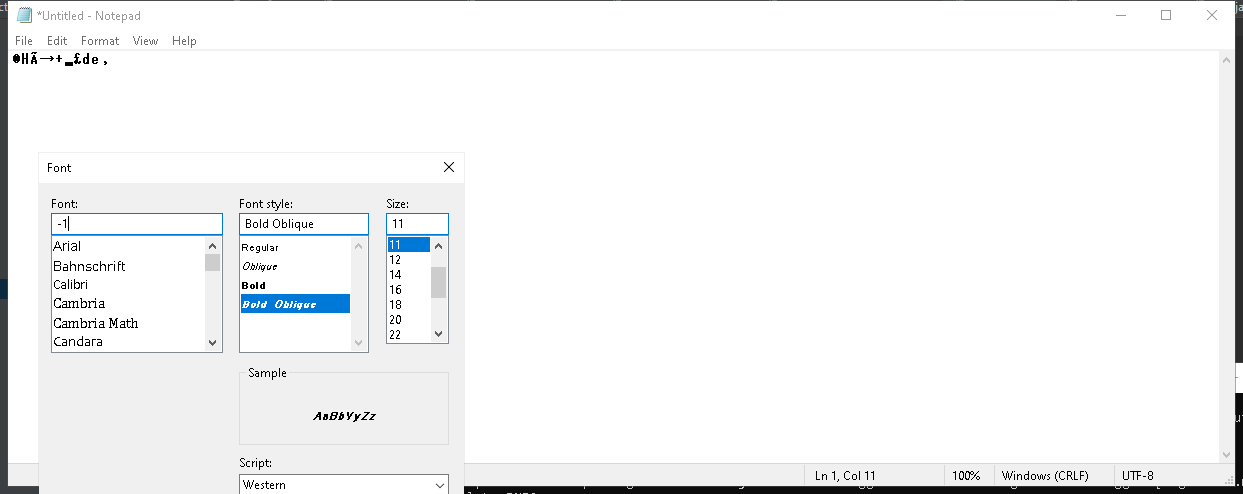 *Untitled - Notepad
File Edit Format View Help
●HÃ→+▂£de,
Font
Font: Font style: Size:
-1 Bold Oblique 11
Arial Regular 11
Bahnschrift Oblique 12
Calibri Bold 14
Cambria Bold Oblique 16
Cambria Math 18
Candara 20
22
Sample
AaBbYyZz
Script:
Western
Ln 1, Col 11 100% Windows (CRLF) UTF-8